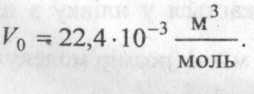 V₀ = 22,4 · 10⁻³ м³/моль.